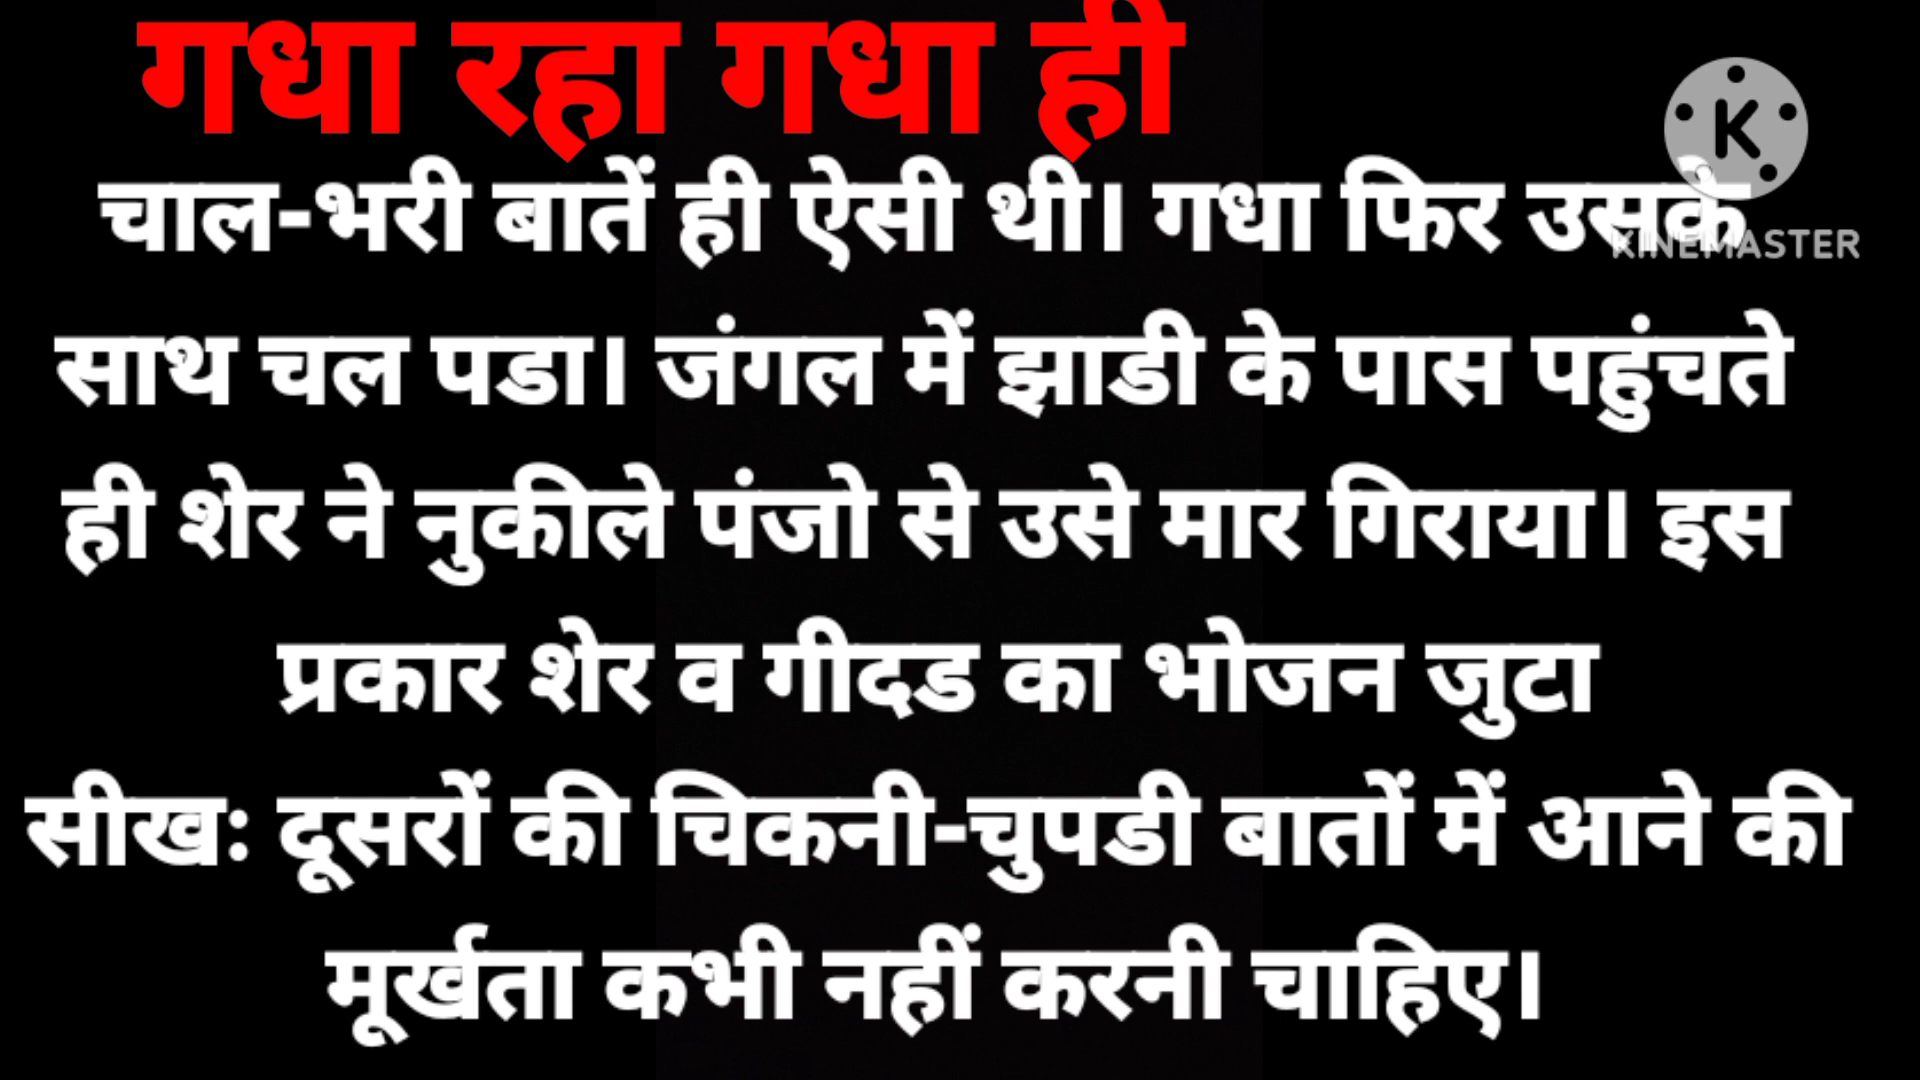 गधा रहा गधा ही
K
चाल-भरी बातें ही ऐसी थी। गधा फिर उसके
KINEMASTER
साथ चल पडा। जंगल में झाडी के पास पहुंचते
ही शेर ने नुकीले पंजो से उसे मार गिराया। इस
प्रकार शेर व गीदड का भोजन जुटा
सीख: दूसरों की चिकनी-चुपडी बातों में आने की
मूर्खता कभी नहीं करनी चाहिए।